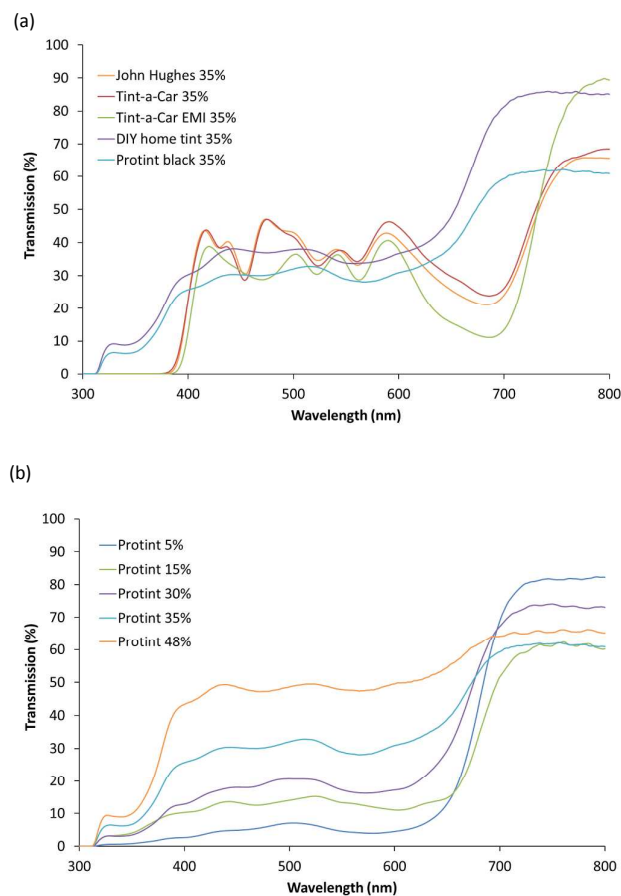 (a)
100
90
80
70
60
50
40
30
20
10
0
Transmission (%)
John Hughes 35%
Tint-a-Car 35%
Tint-a-Car EMI 35%
DIY home tint 35%
Protint black 35%
300 400 500 600 700 800
Wavelength (nm)
(b)
100
90
80
70
60
50
40
30
20
10
0
Transmission (%)
Protint 5%
Protint 15%
Protint 30%
Protint 35%
Protint 48%
300 400 500 600 700 800
Wavelength (nm)